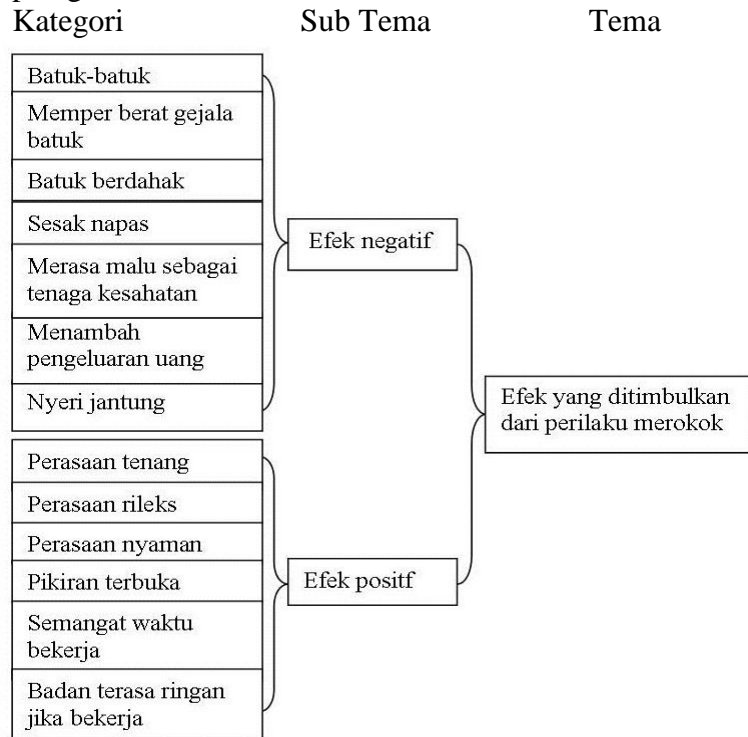 Kategori Sub Tema Tema
Batuk-batuk
Memper berat gejala
batuk
Batuk berdahak
Sesak napas
Merasa malu sebagai
tenaga kesahatan
Menambah
pengeluaran uang
Nyeri jantung
Efek negatif
Perasaan tenang
Perasaan rileks
Perasaan nyaman
Pikiran terbuka
Semangat waktu
bekerja
Badan terasa ringan
jika bekerja
Efek positf
Efek yang ditimbulkan
dari perilaku merokok